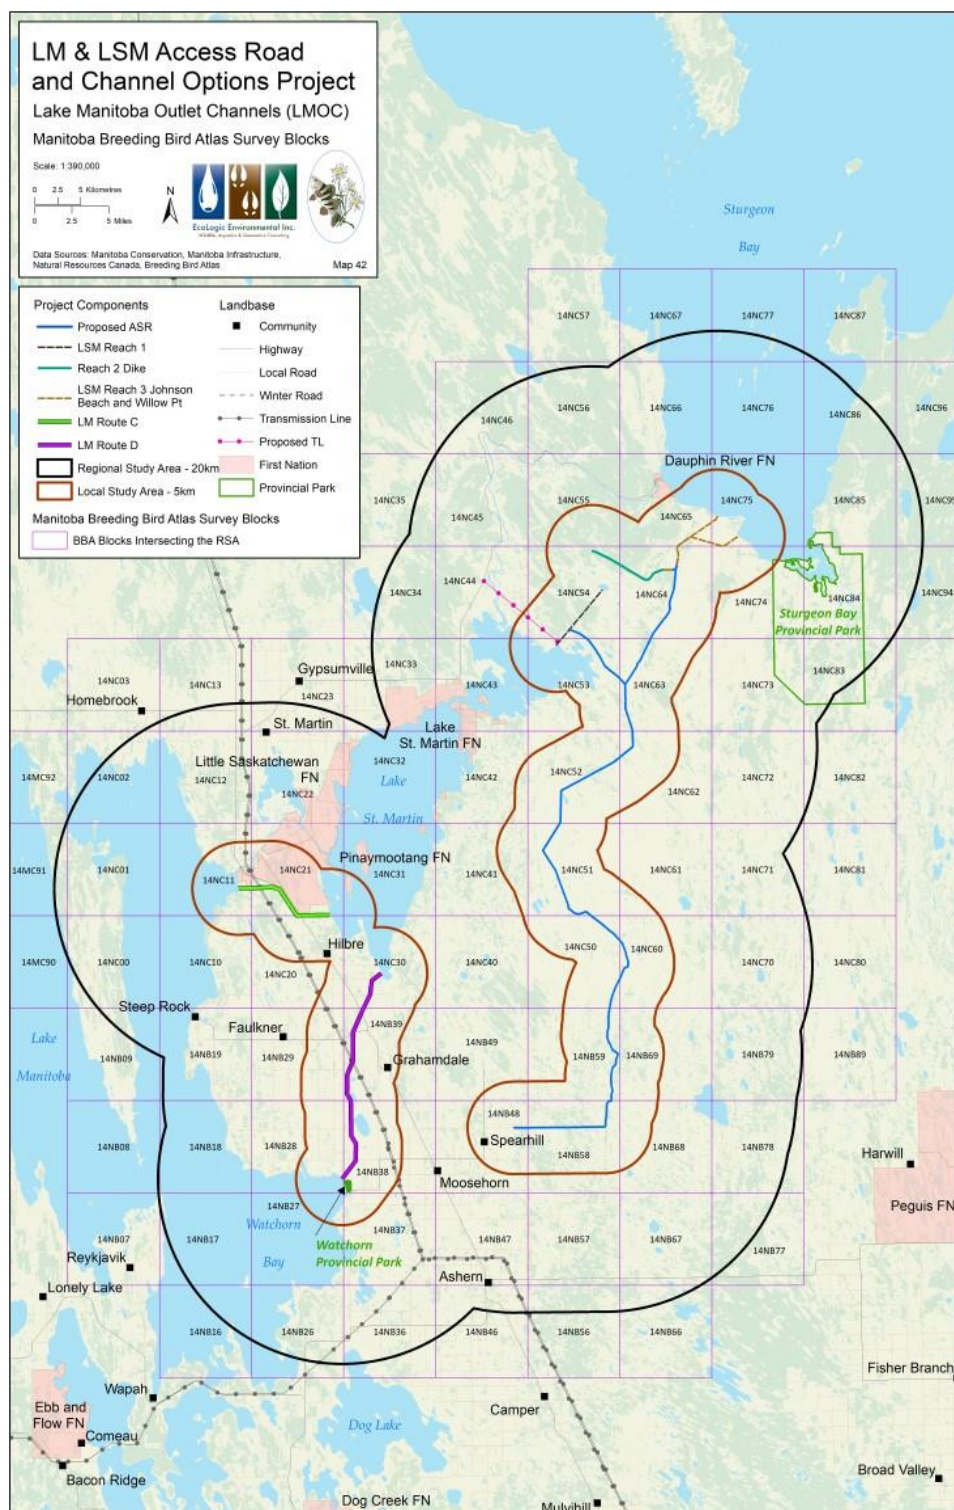 LM & LSM Access Road
and Channel Options Project
Lake Manitoba Outlet Channels (LMOC)
Manitoba Breeding Bird Atlas Survey Blocks
Scale: 1:390,000
0 2.5 5 Kilometres
0 2.5 5 Miles
N
EcoLogic Environmental Inc.
Data Sources: Manitoba Conservation, Manitoba Infrastructure,
Natural Resources Canada, Breeding Bird Atlas
Map 42
Project Components
Proposed ASR
LSM Reach 1
Reach 2 Dike
LSM Reach 3 Johnson
Beach and Willow Pt
LM Route C
LM Route D
Regional Study Area - 20km
Local Study Area - 5km
Landbase
Community
Highway
Local Road
Winter Road
Transmission Line
Proposed TL
First Nation
Provincial Park
Manitoba Breeding Bird Atlas Survey Blocks
BBA Blocks Intersecting the RSA
Sturgeon
Bay
14NC57 14NC67 14NC77 14NC87
14NC46 14NC56 14NC66 14NC76 14NC86 14NC96
Dauphin River FN
14NC35 14NC45 14NC55 14NC65 14NC75 14NC85 14NC95
14NC34 14NC44 14NC54 14NC64 14NC74 14NC84 14NC94
Sturgeon Bay
Provincial Park
14NC03 14NC13 14NC23 14NC33 14NC43 14NC53 14NC63 14NC73 14NC83
Gypsumville
Homebrook
St. Martin
Lake
St. Martin FN
Little Saskatchewan
FN
14MC92 14NC02 14NC12 14NC22 14NC32 14NC42 14NC52 14NC62 14NC72 14NC82
Lake
St. Martin
Pinaymootang FN
14MC91 14NC01 14NC11 14NC21 14NC31 14NC41 14NC51 14NC61 14NC71 14NC81
Hilbre
14MC90 14NC00 14NC10 14NC20 14NC30 14NC40 14NC50 14NC60 14NC70 14NC80
Steep Rock
Faulkner
Lake
Manitoba
14NB09 14NB19 14NB29 14NB39 14NB49 14NB59 14NB69 14NB79 14NB89
Grahamdale
14NB08 14NB18 14NB28 14NB38 14NB48 14NB58 14NB68 14NB78
Spearhill
Moosehorn
Harwill
Peguis FN
14NB07 14NB17 14NB27 14NB37 14NB47 14NB57 14NB67 14NB77
Watchorn
Bay
Watchorn
Provincial Park
Reykjavik
Lonely Lake
Ashern
14NB16 14NB26 14NB36 14NB46 14NB56 14NB66
Fisher Branch
Wapah
Camper
Ebb and
Flow FN
Comeau
Dog Lake
Bacon Ridge
Broad Valley
Dog Creek FN
Mulvihill